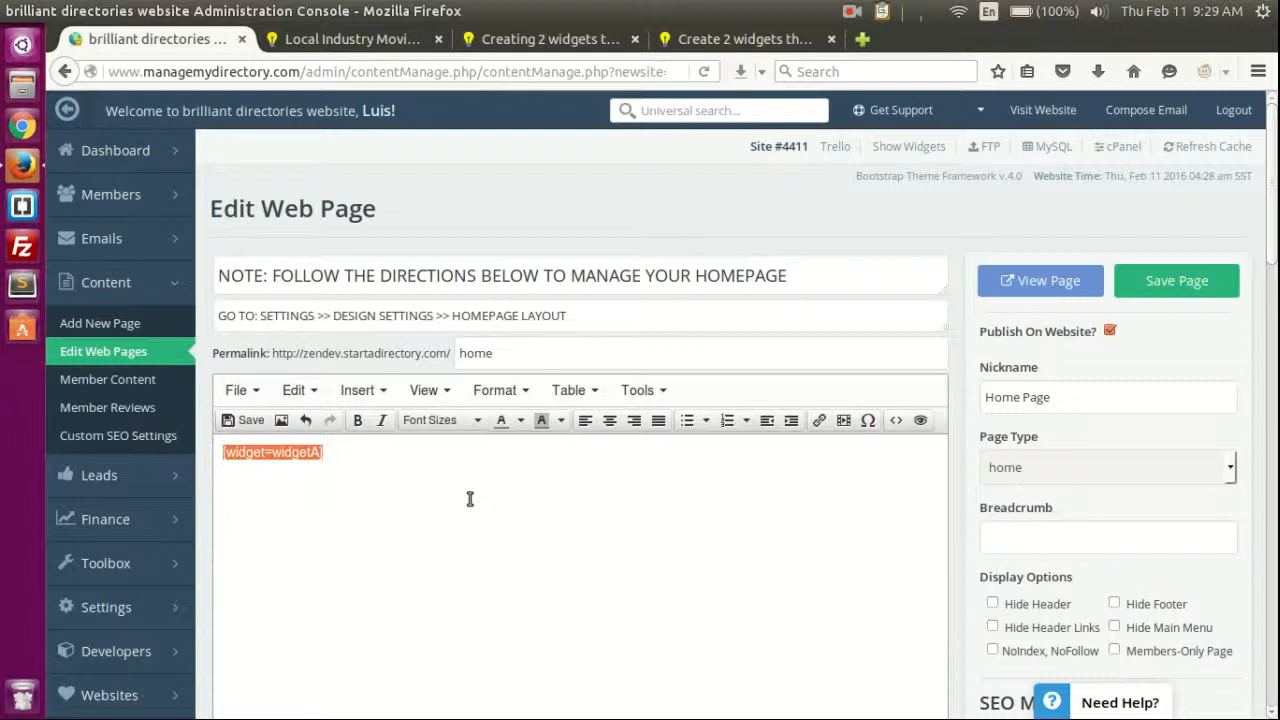 brilliant directories website Administration Console - Mozilla Firefox
En
(100%)
Thu Feb 11 9:29 AM
brilliant directories ... ×
Local Industry Movi... ×
Creating 2 widgets t... ×
Create 2 widgets th... ×
www.managemydirectory.com/admin/contentManage.php/contentManage.php?newsite:
Search
Welcome to brilliant directories website, Luis!
Universal search...
Get Support
Visit Website
Compose Email
Logout
Site #4411
Trello
Show Widgets
FTP
MySQL
cPanel
Refresh Cache
Bootstrap Theme Framework v.4.0
Website Time: Thu, Feb 11 2016 04:28 am SST
Dashboard
Members
Emails
Content
Add New Page
Edit Web Pages
Member Content
Member Reviews
Custom SEO Settings
Leads
Finance
Toolbox
Settings
Developers
Websites
Edit Web Page
NOTE: FOLLOW THE DIRECTIONS BELOW TO MANAGE YOUR HOMEPAGE
GO TO: SETTINGS >> DESIGN SETTINGS >> HOMEPAGE LAYOUT
Permalink: http://zendev.startadirectory.com/ home
File Edit Insert View Format Table Tools
Save B I Font Sizes A A
[widget=widgetA]
View Page
Save Page
Publish On Website?
Nickname
Home Page
Page Type
home
Breadcrumb
Display Options
Hide Header
Hide Footer
Hide Header Links
Hide Main Menu
NoIndex, NoFollow
Members-Only Page
SEO M
Need Help?